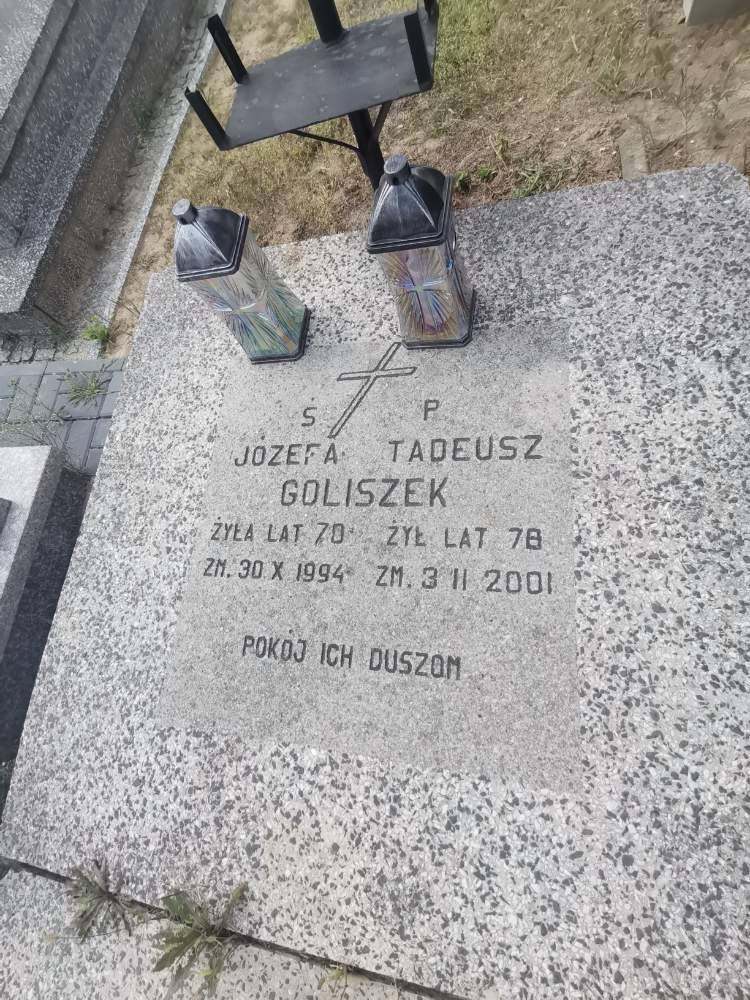 Ś P
JÓZEFA TADEUSZ
GOLISZEK
ŻYŁA LAT 70 ŻYŁ LAT 78
ZM. 30 X 1994 ZM. 3 II 2001
POKÓJ ICH DUSZOM